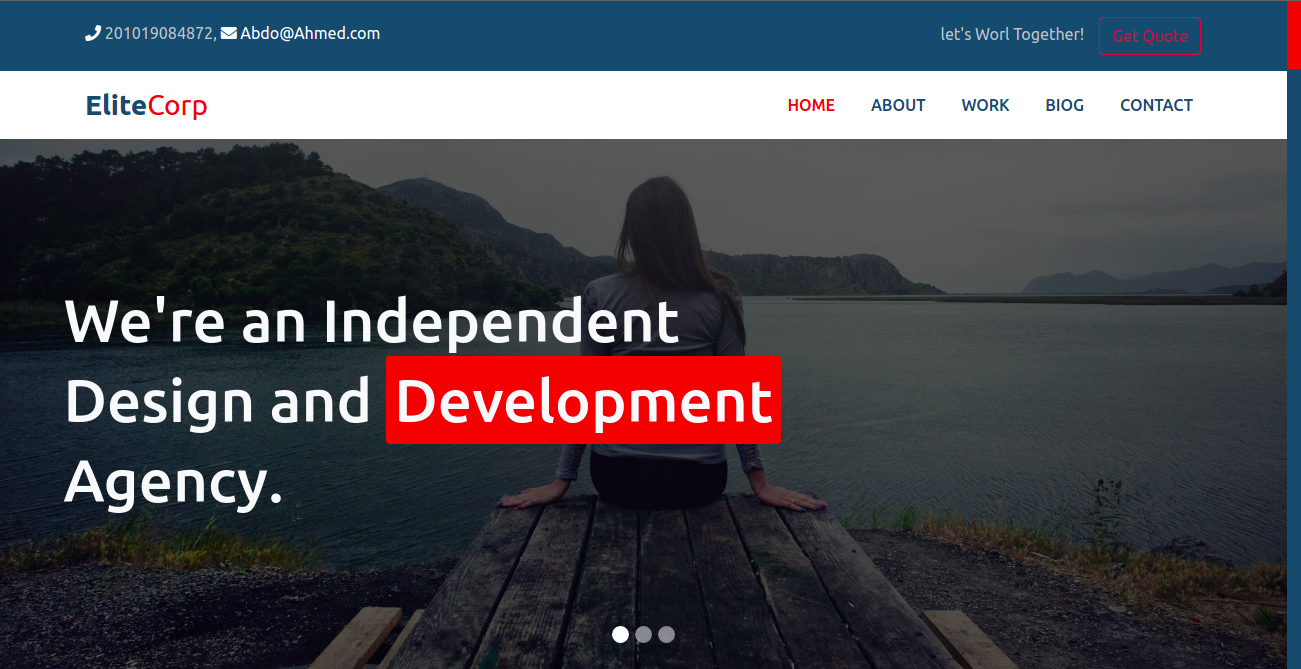 201019084872, Abdo@Ahmed.com
let's Worl Together! Get Quote
EliteCorp
HOME ABOUT WORK BIOG CONTACT
We're an Independent
Design and Development
Agency.